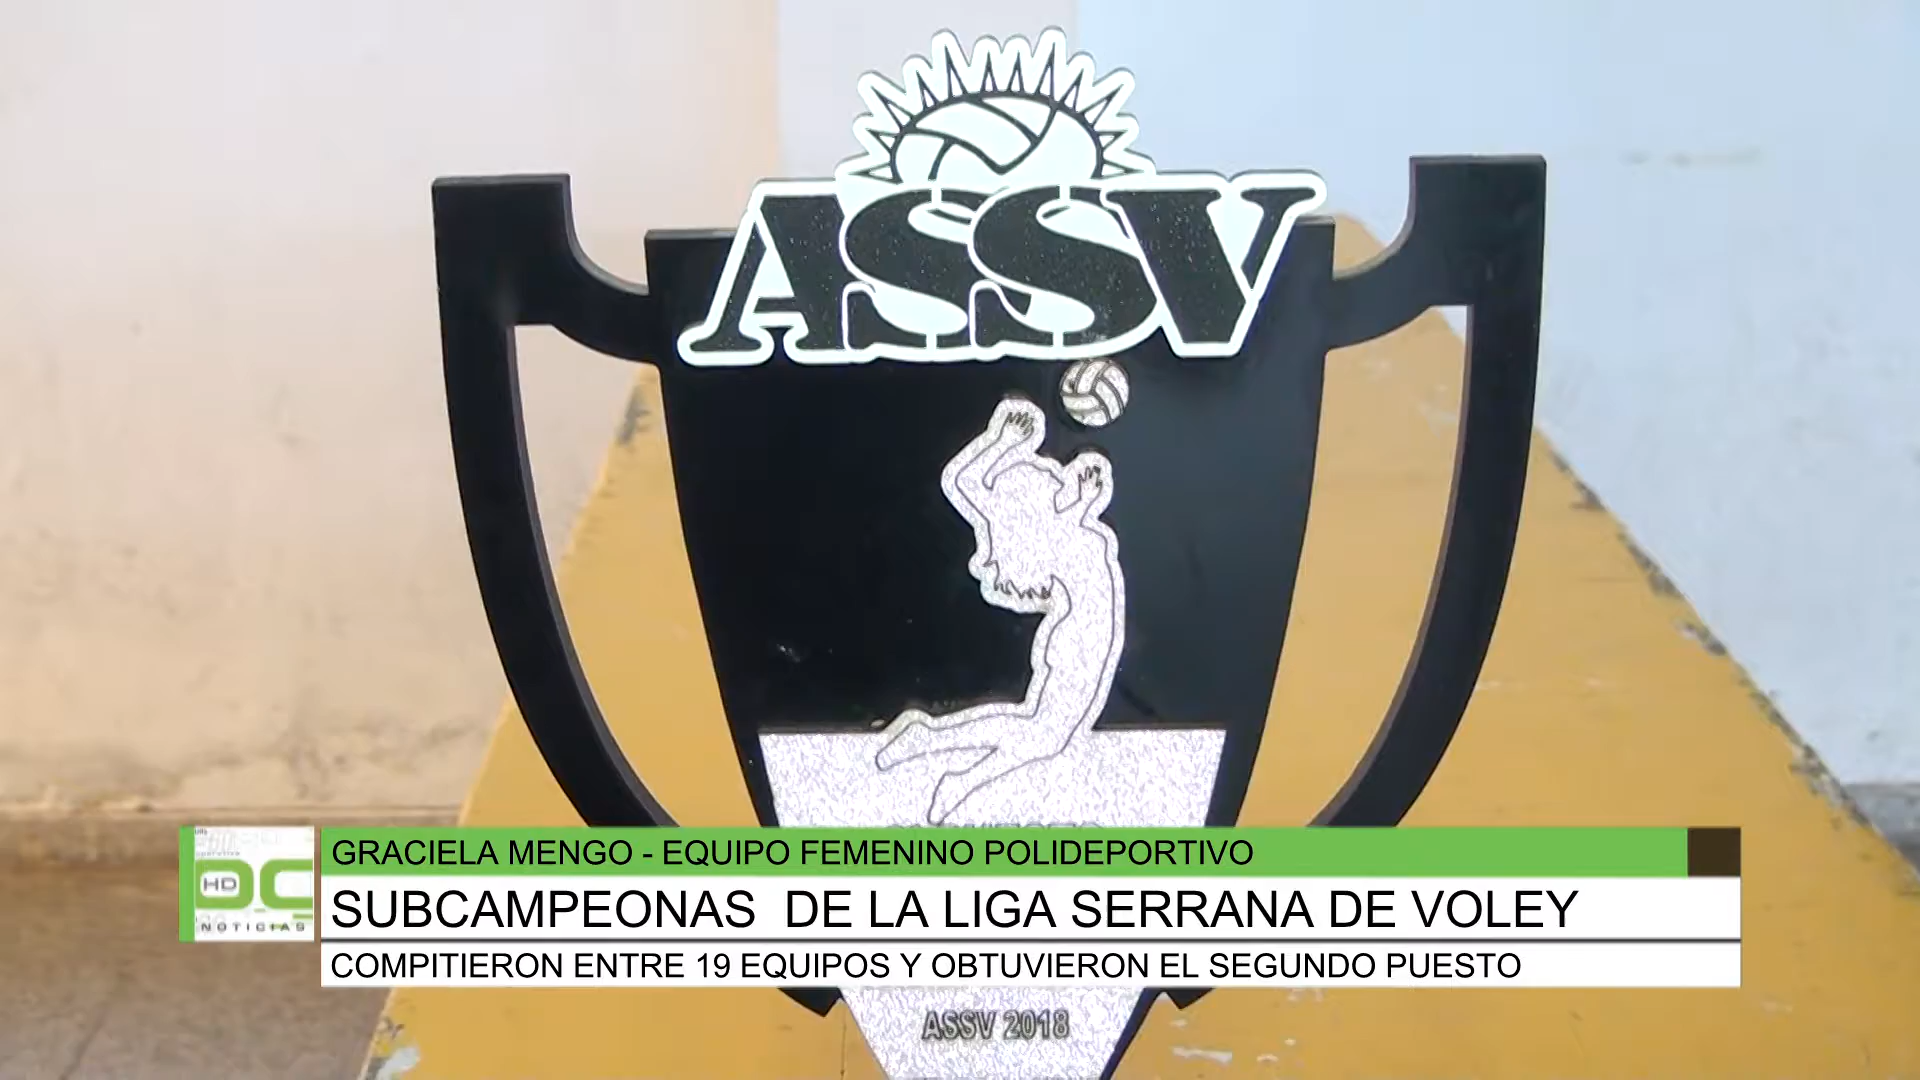 ASSV
GRACIELA MENGO - EQUIPO FEMENINO POLIDEPORTIVO
HD
NOTICIAS
SUBCAMPEONAS DE LA LIGA SERRANA DE VOLEY
COMPITIERON ENTRE 19 EQUIPOS Y OBTUVIERON EL SEGUNDO PUESTO
ASSV 2018